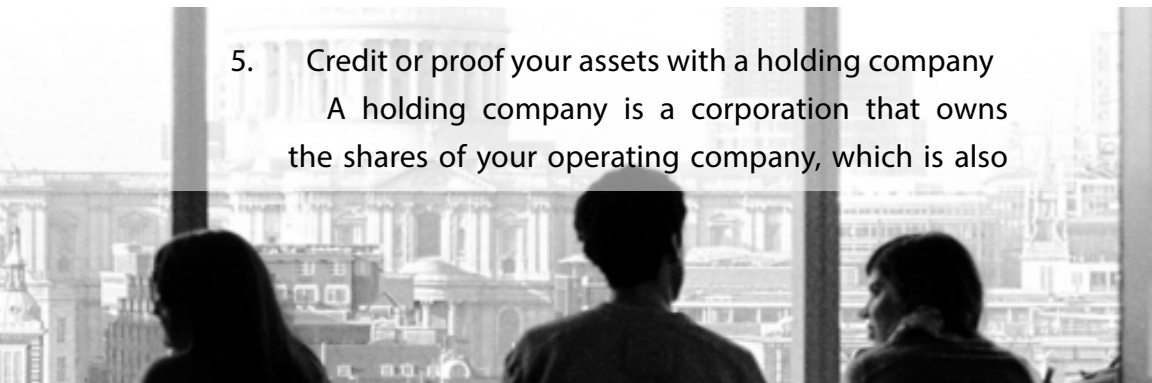 5. Credit or proof your assets with a holding company
A holding company is a corporation that owns
the shares of your operating company, which is also